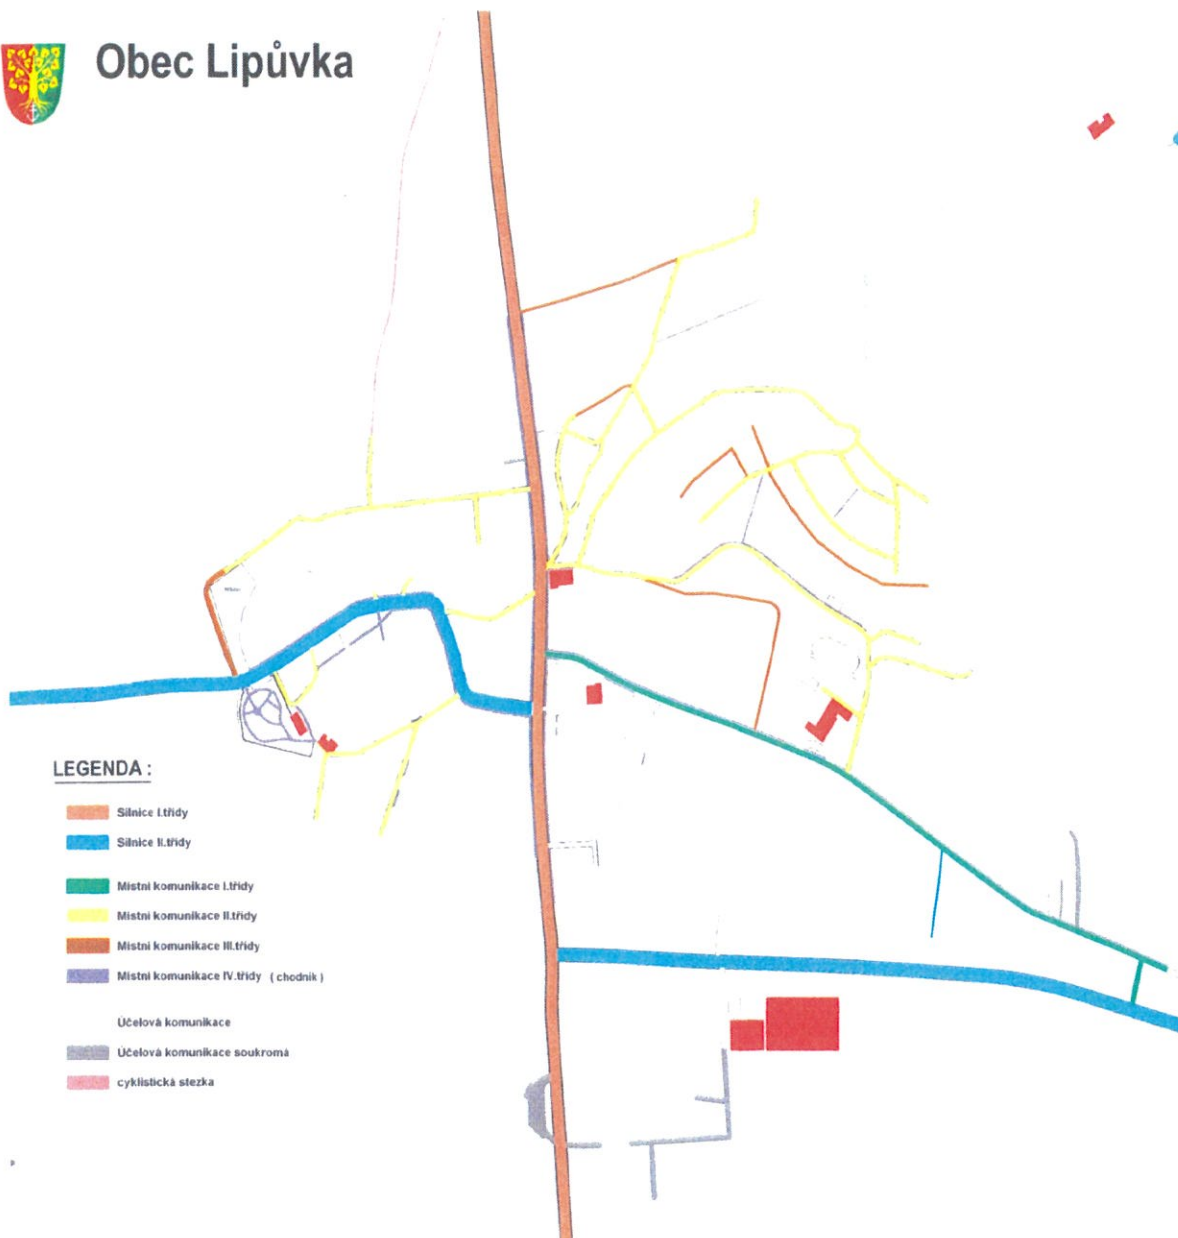 Obec Lipůvka
LEGENDA :
Silnice I.třídy
Silnice II.třídy
Místní komunikace I.třídy
Místní komunikace II.třídy
Místní komunikace III.třídy
Místní komunikace IV.třídy ( chodník )
Účelová komunikace
Účelová komunikace soukromá
cyklistická stezka